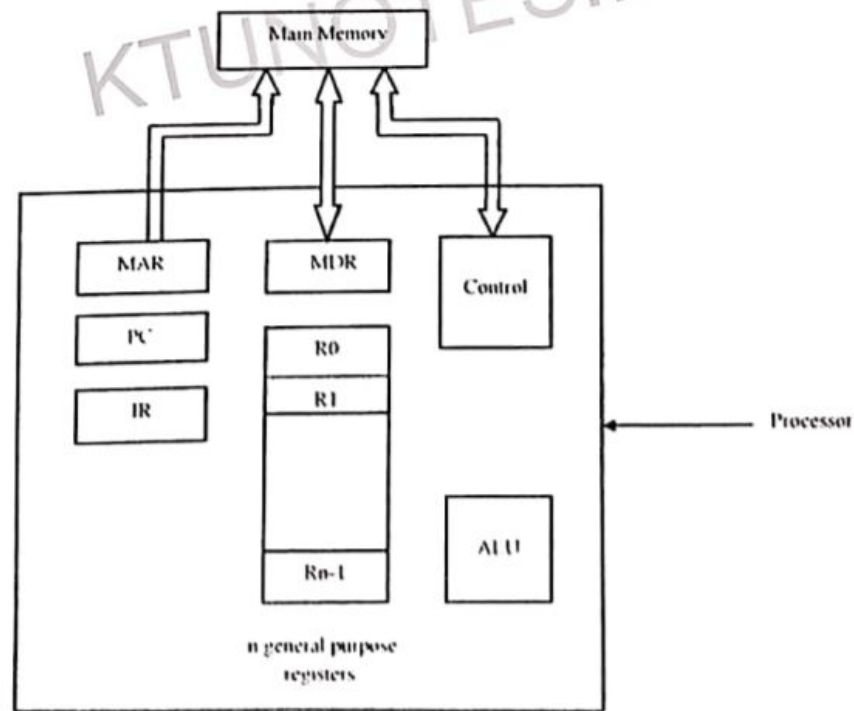 KTUNOTES
Main Memory
MAR
MDR
Control
PC
R0
R1
IR
Processor
ALU
Rn-1
n general purpose
registers